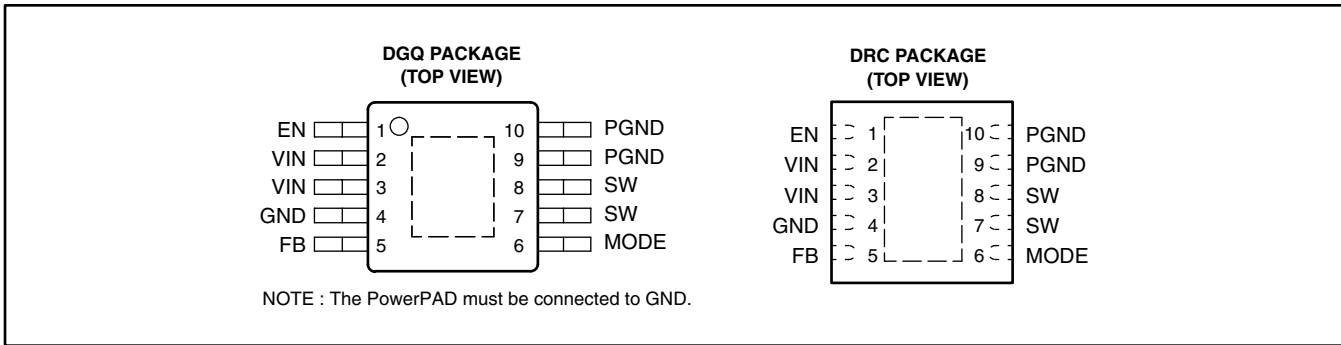 DGQ PACKAGE
(TOP VIEW)
EN 1 10 PGND
VIN 2 9 PGND
VIN 3 8 SW
GND 4 7 SW
FB 5 6 MODE
NOTE : The PowerPAD must be connected to GND.
DRC PACKAGE
(TOP VIEW)
EN 1 10 PGND
VIN 2 9 PGND
VIN 3 8 SW
GND 4 7 SW
FB 5 6 MODE